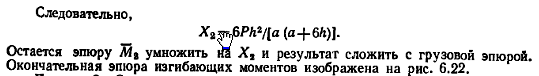 Следовательно,
X₂ = 6Ph²/[a (a+6h)].
Остается эпюру M̅₂ умножить на X₂ и результат сложить с грузовой эпюрой.
Окончательная эпюра изгибающих моментов изображена на рис. 6.22.